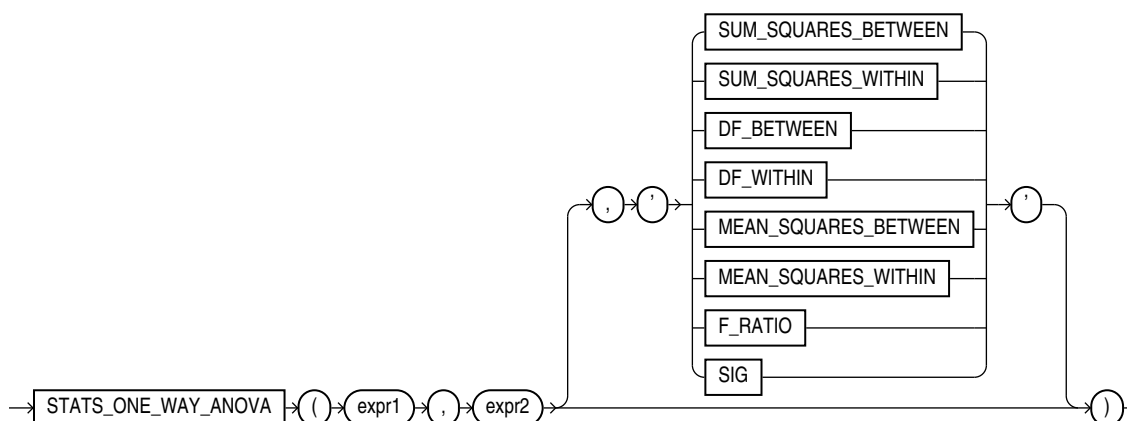 SUM_SQUARES_BETWEEN
SUM_SQUARES_WITHIN
DF_BETWEEN
DF_WITHIN
, ’ ’
MEAN_SQUARES_BETWEEN
MEAN_SQUARES_WITHIN
F_RATIO
SIG
STATS_ONE_WAY_ANOVA ( expr1 , expr2 )